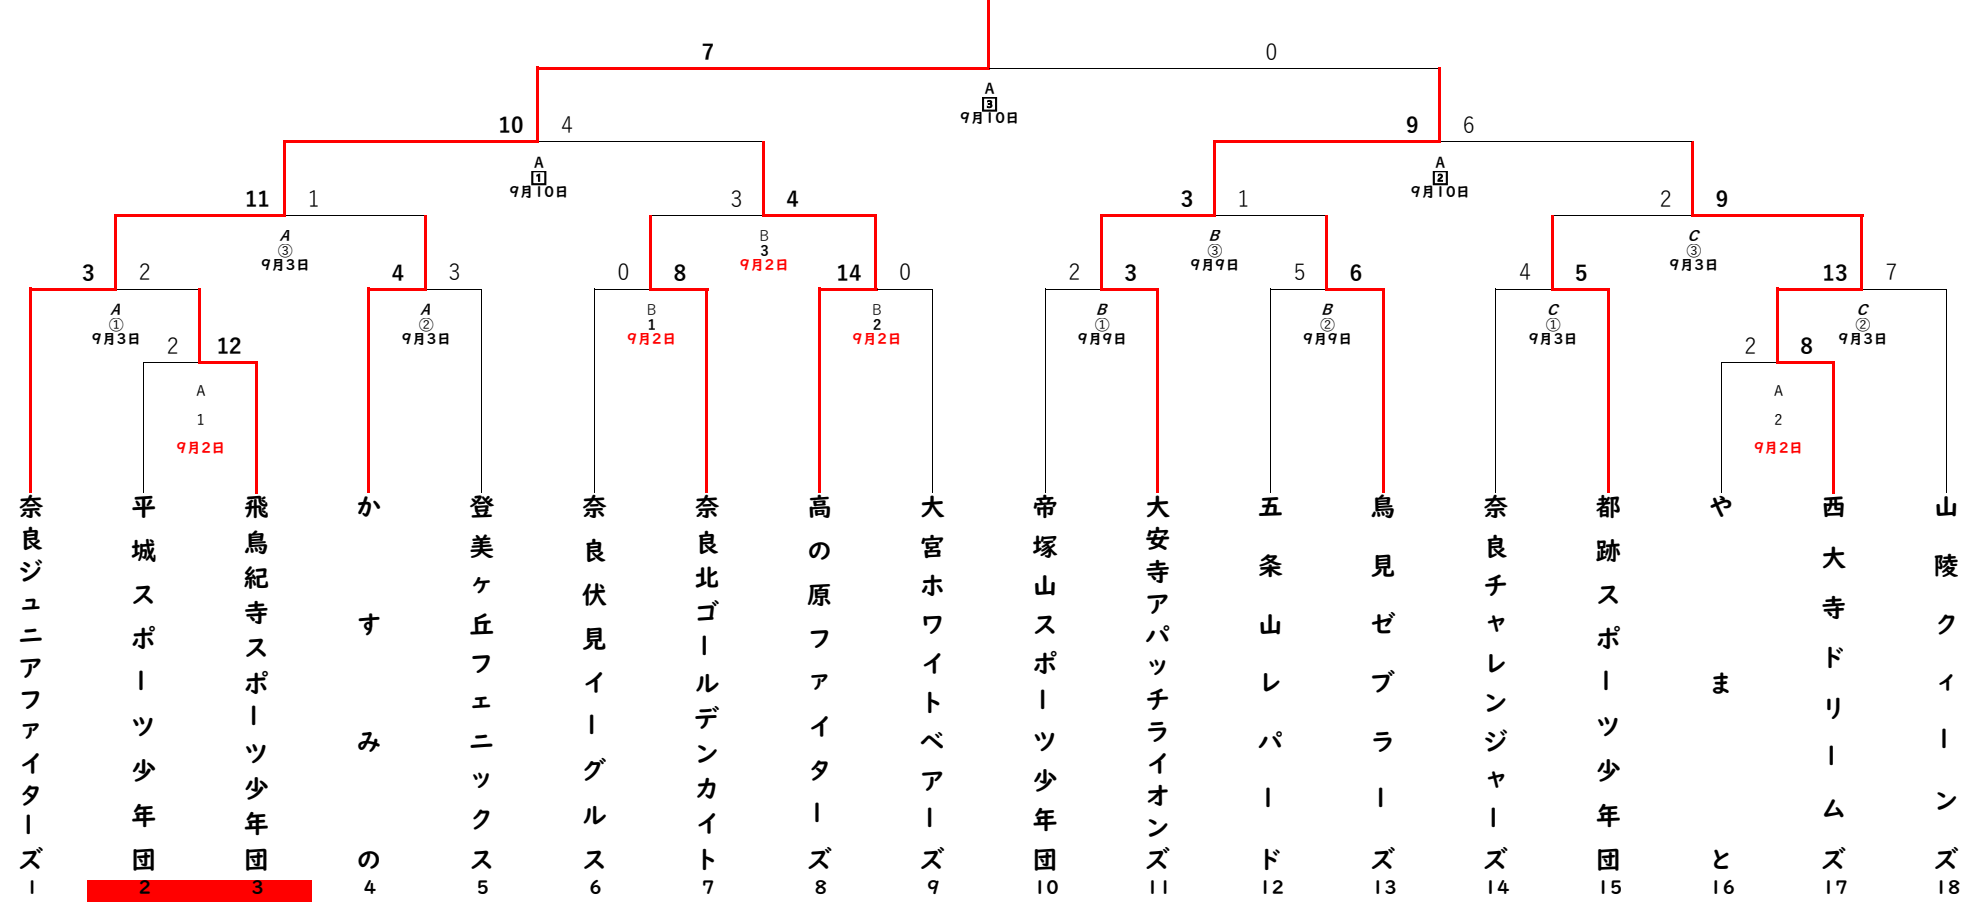 7 0
A
3
9月10日
10 4 9 6
A A
1 2
9月10日 9月10日
11 1 3 4 3 1 2 9
A B B C
③ 3 ③ ③
9月3日 9月2日 9月9日 9月3日
3 2 4 3 0 8 14 0 2 3 5 6 4 5 13 7
A A B B B B C C
① ② 1 2 ① ② ① ②
9月3日 9月3日 9月2日 9月2日 9月9日 9月9日 9月3日 9月3日
2 12 2 8
A A
1 2
9月2日 9月2日
奈良ジュニアファイターズ
1
平城スポーツ少年団
2
飛鳥紀寺スポーツ少年団
3
かすみの
4
登美ヶ丘フェニックス
5
奈良伏見イーグルス
6
奈良北ゴールデンカイト
7
高の原ファイターズ
8
大宮ホワイトベアーズ
9
帝塚山スポーツ少年団
10
大安寺アパッチライオンズ
11
五条山レパード
12
鳥見ゼブラーズ
13
奈良チャレンジャーズ
14
都跡スポーツ少年団
15
やまと
16
西大寺ドリームズ
17
山陵クィーンズ
18